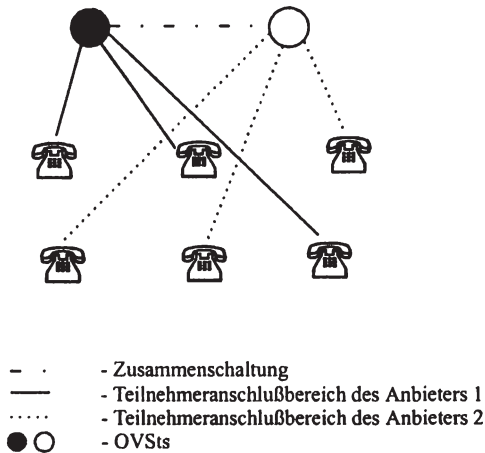 - Zusammenschaltung
- Teilnehmeranschlußbereich des Anbieters 1
- Teilnehmeranschlußbereich des Anbieters 2
- OVSts